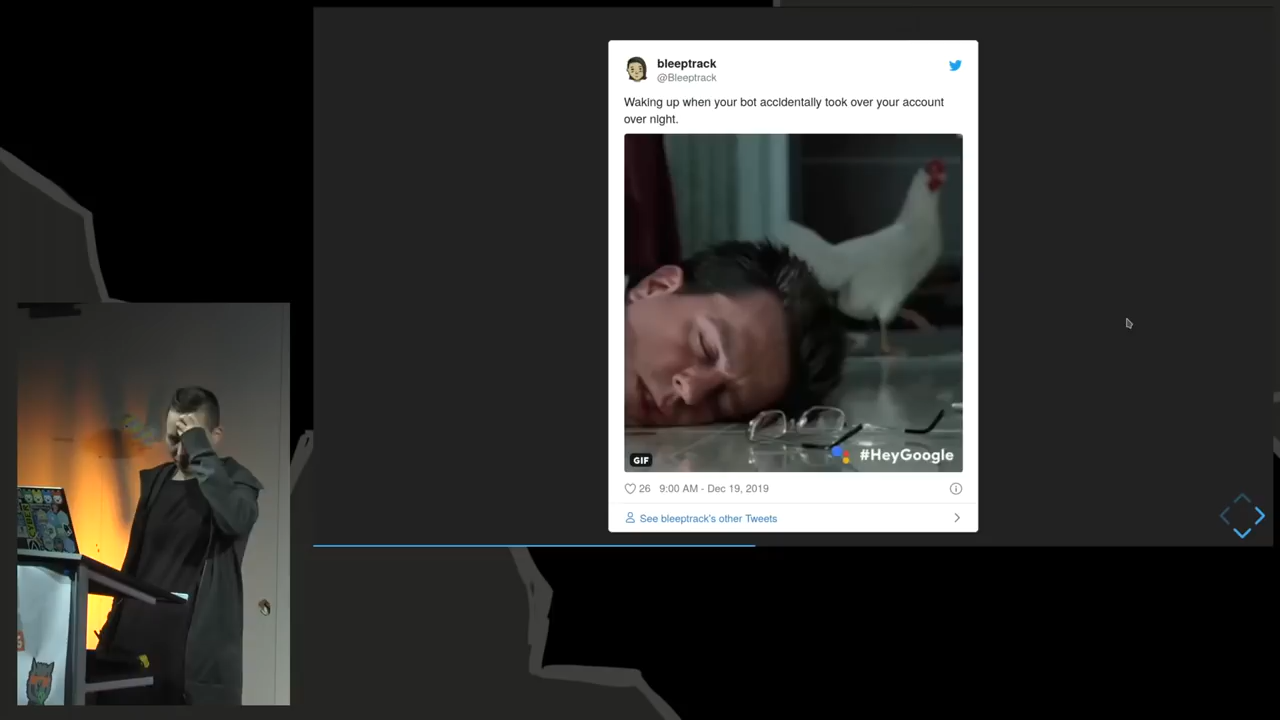 bleeptrack
@Bleeptrack
Waking up when your bot accidentally took over your account
over night.
GIF
#HeyGoogle
26 9:00 AM - Dec 19, 2019
See bleeptrack's other Tweets